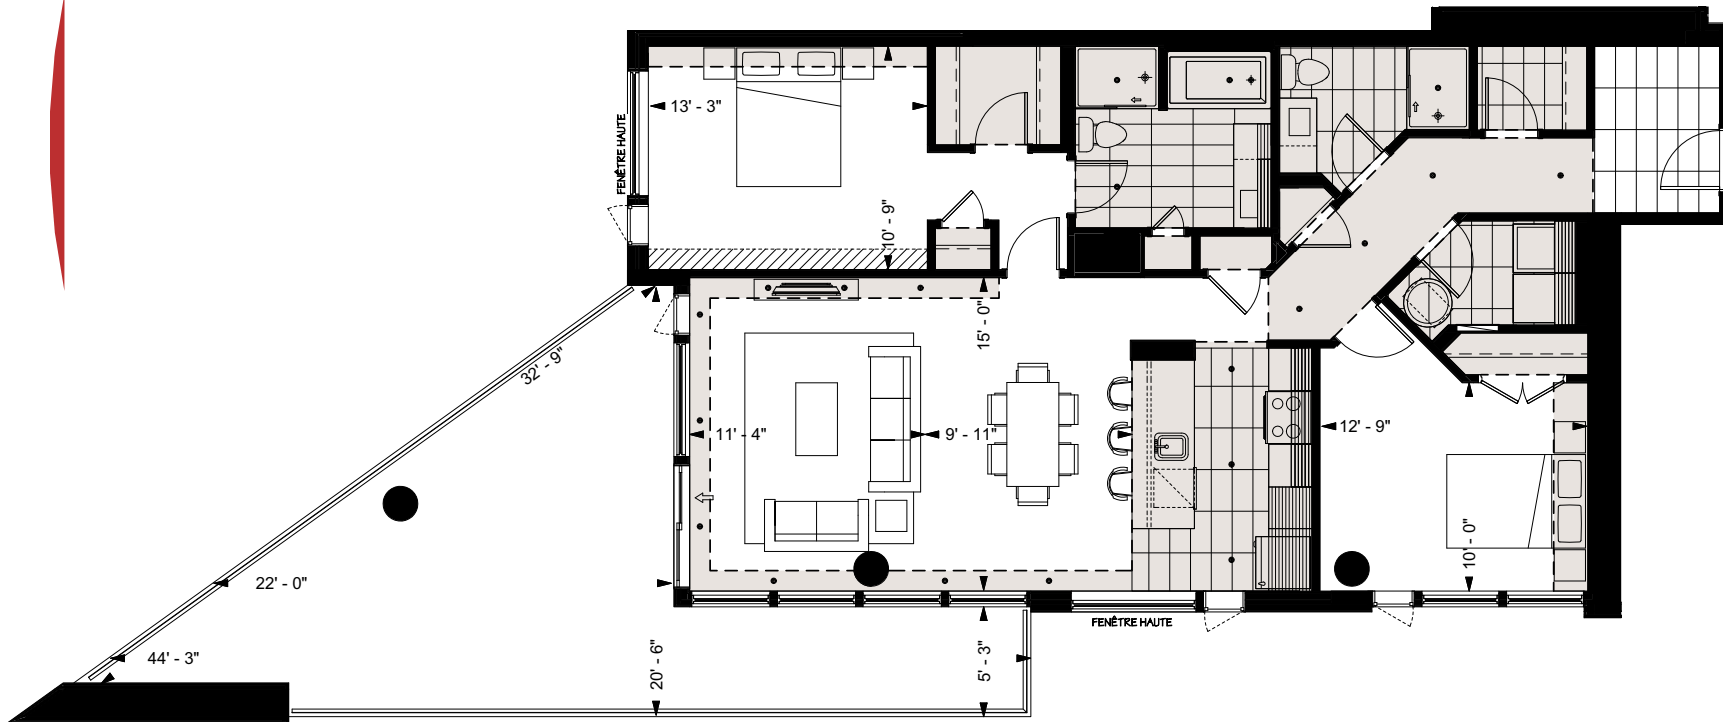 13' - 3"
FENÊTRE HAUTE
10' - 9"
15' - 0"
32' - 9"
11' - 4"
9' - 11"
12' - 9"
10' - 0"
22' - 0"
FENÊTRE HAUTE
44' - 3"
20' - 6"
5' - 3"